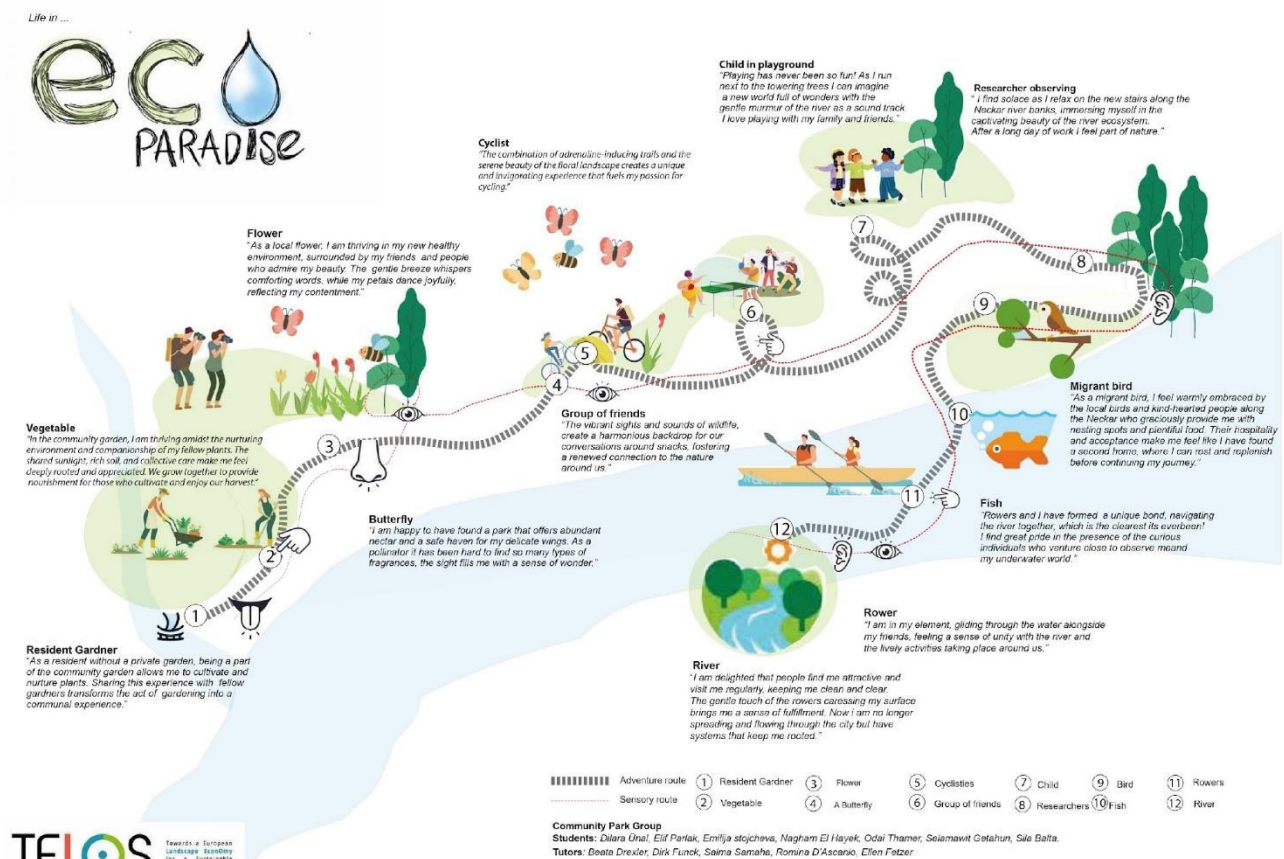 Life in ...
eco
PARADISE
Child in playground
"Playing has never been so fun! As I run
next to the towering trees I can imagine
a new world full of wonders with the
gentle murmur of the river as a sound track.
I love playing with my family and friends."
Researcher observing
" I find solace as I relax on the new stairs along the
Neckar river banks, immersing myself in the
captivating beauty of the river ecosystem.
After a long day of work I feel part of nature."
Cyclist
"The combination of adrenaline-inducing trails and the
serene beauty of the floral landscape creates a unique
and invigorating experience that fuels my passion for
cycling."
Flower
"As a local flower, I am thriving in my new healthy
environment, surrounded by my friends and people
who admire my beauty. The gentle breeze whispers
comforting words, while my petals dance joyfully,
reflecting my contentment."
7
8
9
6
5
4
Vegetable
"In the community garden, I am thriving amidst the nurturing
environment and companionship of my fellow plants. The
shared sunlight, rich soil, and collective care make me feel
deeply rooted and appreciated. We grow together to provide
nourishment for those who cultivate and enjoy our harvest."
3
Group of friends
"The vibrant sights and sounds of wildlife,
create a harmonious backdrop for our
conversations around snacks, fostering
a renewed connection to the nature
around us."
10
Migrant bird
"As a migrant bird, I feel warmly embraced by
the local birds and kind-hearted people along
the Neckar who graciously provide me with
nesting spots and plentiful food. Their hospitality
and acceptance make me feel like I have found
a second home, where I can rest and replenish
before continuing my journey."
11
12
2
1
Butterfly
"I am happy to have found a park that offers abundant
nectar and a safe haven for my delicate wings. As a
pollinator it has been hard to find so many types of
fragrances, the sight fills me with a sense of wonder."
Fish
"Rowers and I have formed a unique bond, navigating
the river together, which is the clearest its everbeen!
I find great pride in the presence of the curious
individuals who venture close to observe meand
my underwater world."
Rower
"I am in my element, gliding through the water alongside
my friends, feeling a sense of unity with the river and
the lively activities taking place around us."
Resident Gardner
"As a resident without a private garden, being a part
of the community garden allows me to cultivate and
nurture plants. Sharing this experience with fellow
gardners transforms the act of gardening into a
communal experience."
River
"I am delighted that people find me attractive and
visit me regularly, keeping me clean and clear.
The gentle touch of the rowers caressing my surface
brings me a sense of fulfillment. Now i am no longer
spreading and flowing through the city but have
systems that keep me rooted."
Adventure route 1 Resident Gardner 3 Flower 5 Cyclisties 7 Child 9 Bird 11 Rowers
Sensory route 2 Vegetable 4 A Butterfly 6 Group of friends 8 Researchers 10 Fish 12 River
Community Park Group
Students: Dilara Ünal, Elif Parlak, Emilija stojcheva, Nagham El Hayek, Odai Thamer, Selamawit Getahun, Sila Balta.
Tutors: Beata Drexler, Dirk Funck, Salma Samaha, Romina D'Ascanio, Ellen Fetzer
TELOS
Towards a European
Landscape Economy
for a Sustainable